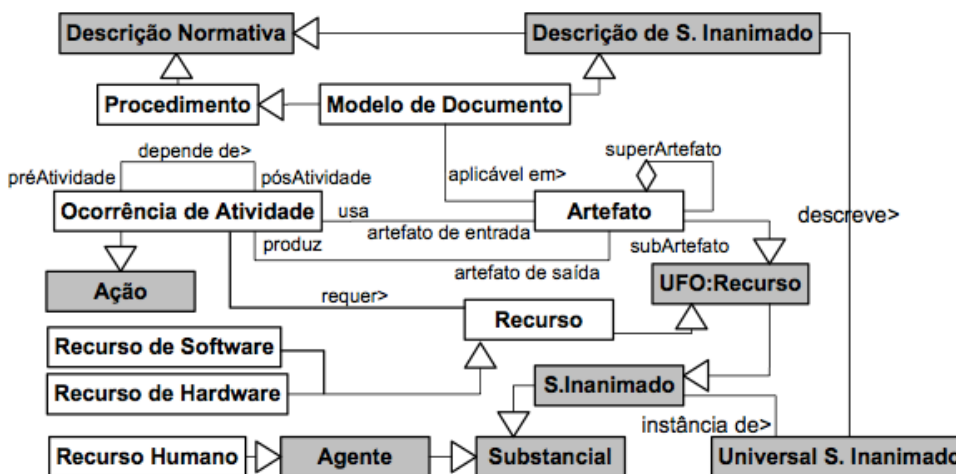 Descrição Normativa
Descrição de S. Inanimado
Procedimento
Modelo de Documento
depende de>
superArtefato
préAtividade
pósAtividade
aplicável em>
Ocorrência de Atividade
usa
Artefato
descreve>
artefato de entrada
produz
subArtefato
artefato de saída
Ação
UFO:Recurso
requer>
Recurso
Recurso de Software
Recurso de Hardware
S.Inanimado
instância de>
Recurso Humano
Agente
Substancial
Universal S. Inanimado